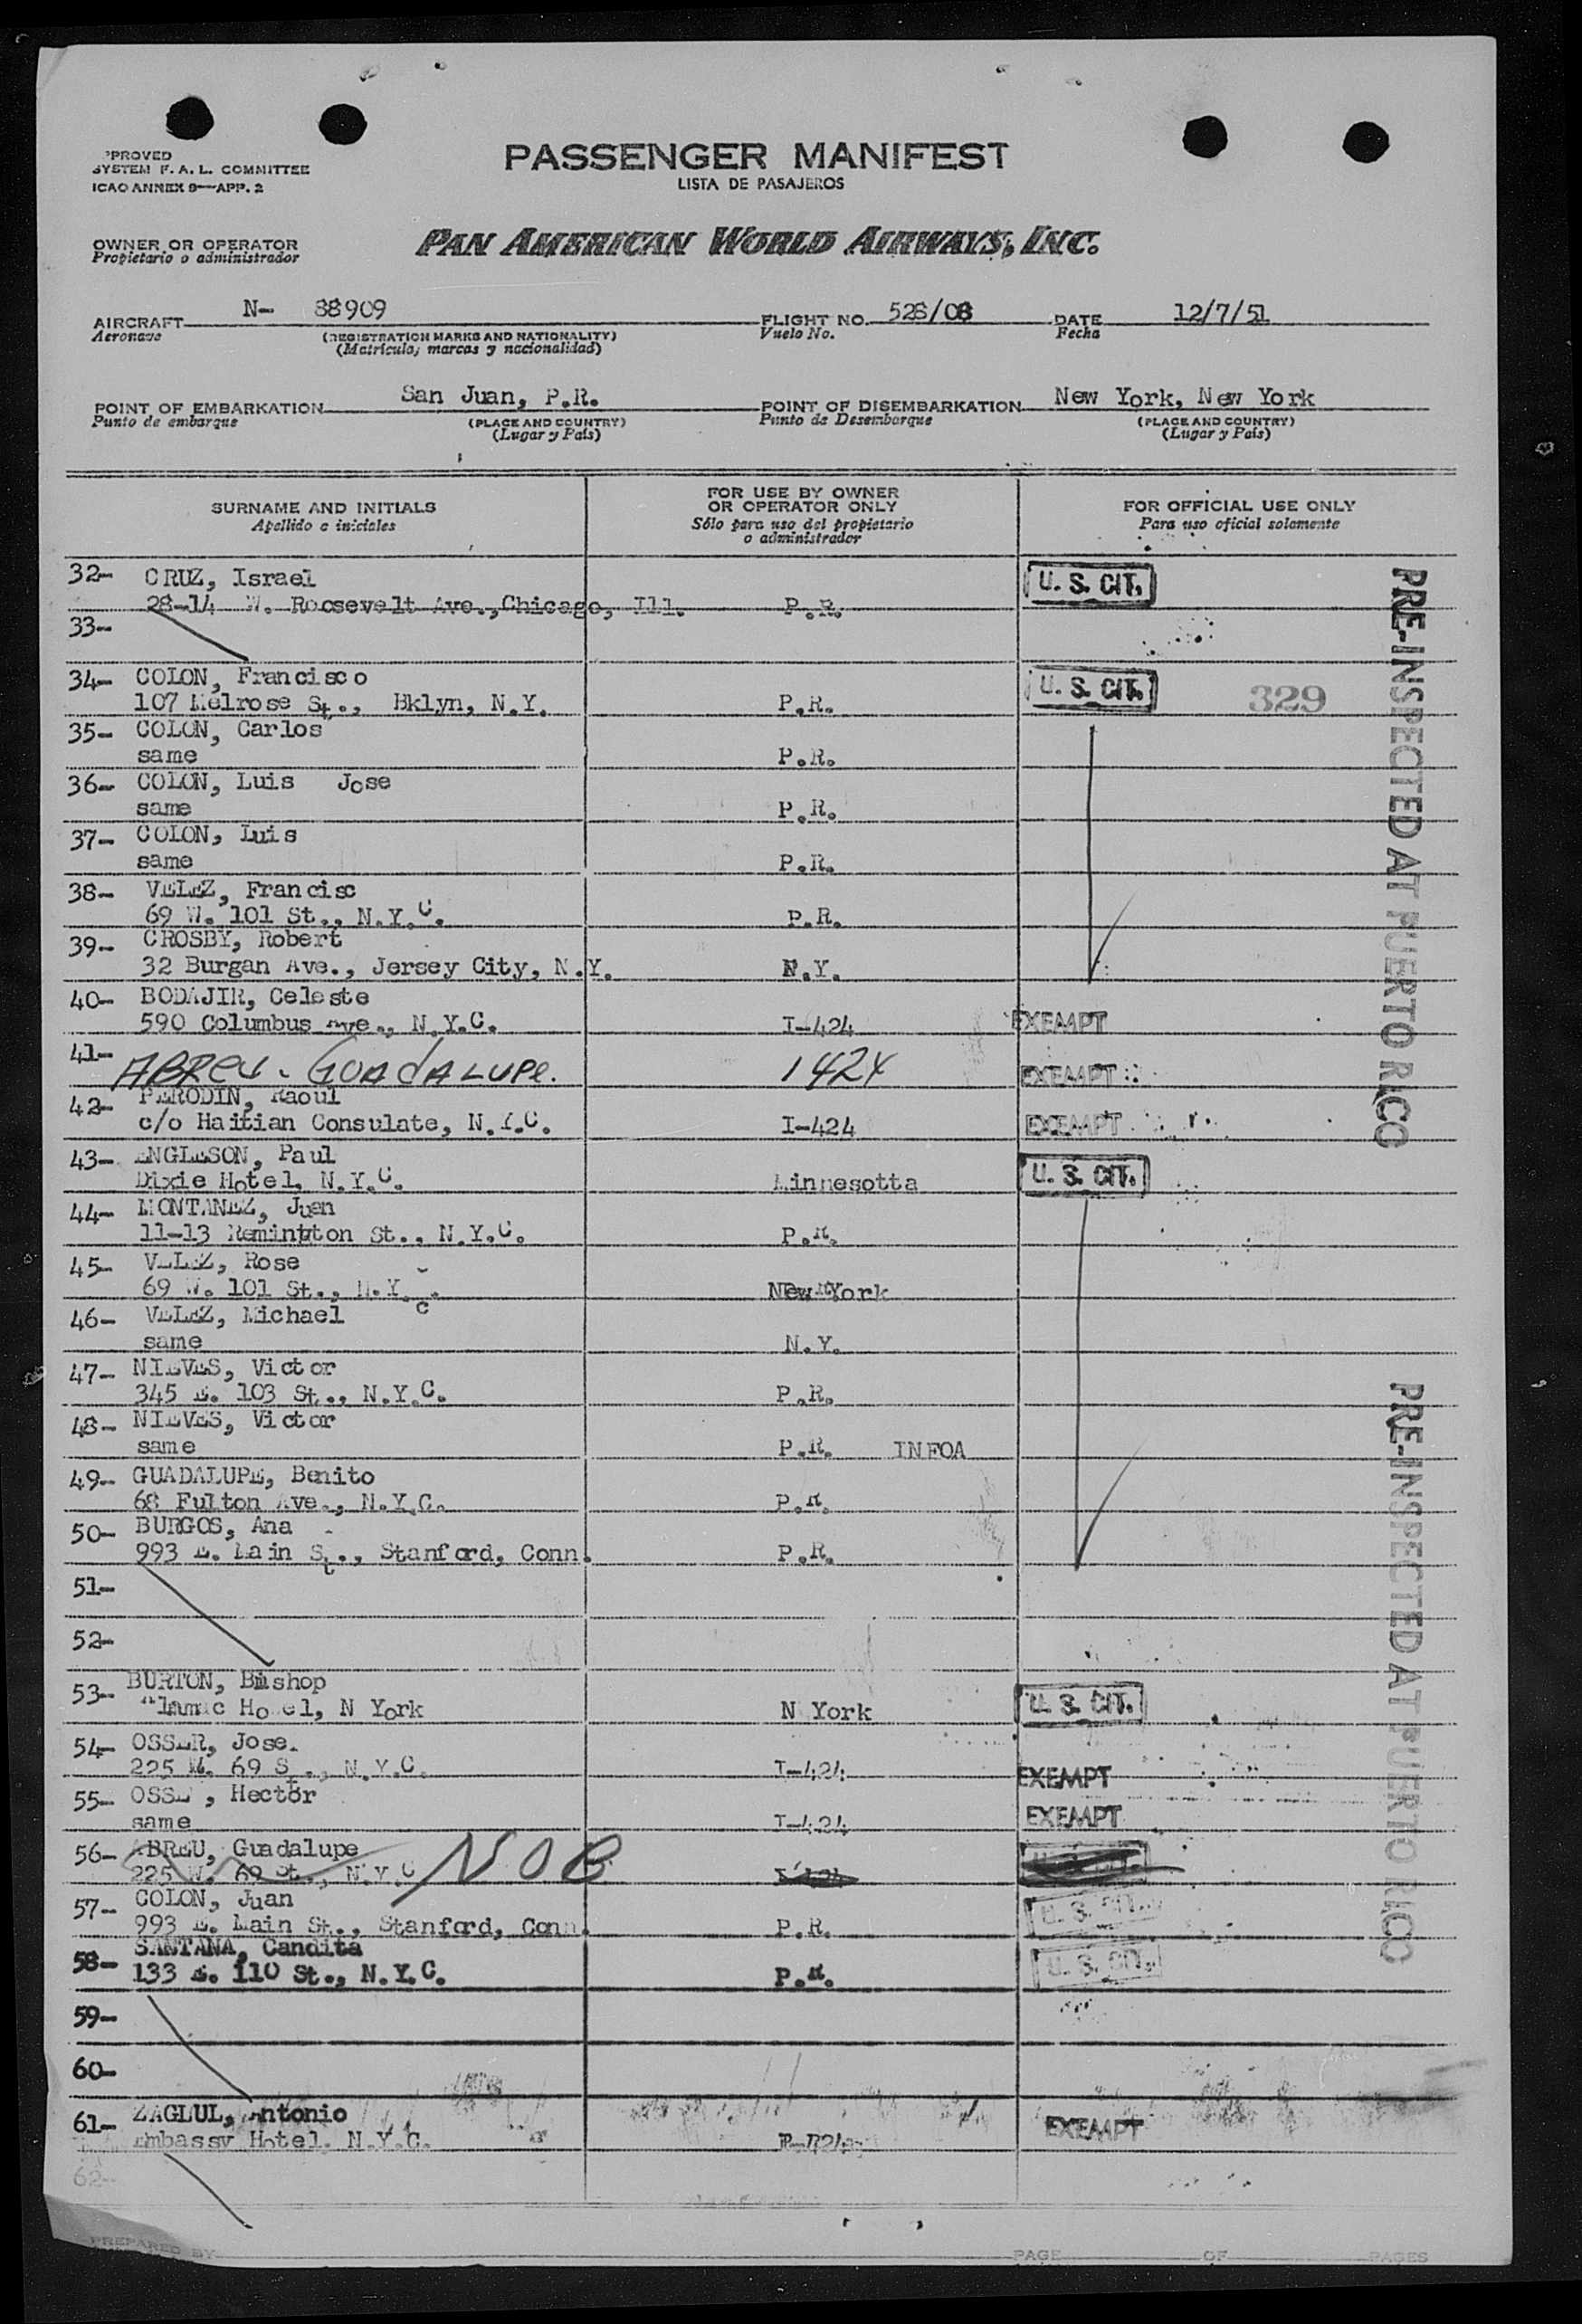 PPROVED
SYSTEM F. A. L. COMMITTEE
ICAO ANNEX 9—APP. 2
PASSENGER MANIFEST
LISTA DE PASAJEROS
OWNER OR OPERATOR
Propietario o administrador
PAN AMERICAN WORLD AIRWAYS, INC.
AIRCRAFT N- 88909 FLIGHT NO. 528/08 DATE 12/7/51
Aeronave (REGISTRATION MARKS AND NATIONALITY) Vuelo No. Fecha
(Matrícula, marcas y nacionalidad)
POINT OF EMBARKATION San Juan, P.R. POINT OF DISEMBARKATION New York, New York
Punto de embarque (PLACE AND COUNTRY) Punto de Desembarque (PLACE AND COUNTRY)
(Lugar y País) (Lugar y País)
SURNAME AND INITIALS
Apellido e iniciales
FOR USE BY OWNER
OR OPERATOR ONLY
Sólo para uso del propietario
o administrador
FOR OFFICIAL USE ONLY
Para uso oficial solamente
32- CRUZ, Israel U. S. CIT.
28-14 W. Roosevelt Ave.,Chicago, Ill. P.R.
33-
34- COLON, Francisco U. S. CIT. 329
107 Melrose St., Bklyn, N.Y. P.R.
35- COLON, Carlos
same P.R.
36- COLON, Luis Jose
same P.R.
37- COLON, Luis
same P.R.
38- VELEZ, Francisc
69 W. 101 St., N.Y.C. P.R.
39- CROSBY, Robert
32 Burgan Ave., Jersey City, N.Y. N.Y.
40- BODAJIR, Celeste
590 Columbus Ave., N.Y.C. I-424 EXEMPT
41- ABREU - GUADALUPE. 1424 EXEMPT
42- PERODIN, Raoul
c/o Haitian Consulate, N.Y.C. I-424 EXEMPT
43- ENGLESON, Paul U. S. CIT.
Dixie Hotel, N.Y.C. Minnesotta
44- MONTANEZ, Juan
11-13 Remington St., N.Y.C. P.R.
45- VELEZ, Rose
69 W. 101 St., N.Y.C. New York
46- VELEZ, Michael
same N.Y.
47- NIEVES, Victor
345 E. 103 St., N.Y.C. P.R.
48- NIEVES, Victor
same P.R. INFOA
49- GUADALUPE, Benito
68 Fulton Ave., N.Y.C. P.R.
50- BURGOS, Ana
993 E. Main St., Stanford, Conn. P.R.
51-
52-
53- BURTON, Bishop U. S. CIT.
Hotel, N York N York
54- OSSER, Jose.
225 W. 69 St., N.Y.C. I-424 EXEMPT
55- OSSE , Hector
same I-424 EXEMPT
56- ABREU, Guadalupe NOB
225 W. 69 St., N.Y.C U. S. CIT.
57- COLON, Juan
993 E. Main St., Stanford, Conn. P.R. U. S. CIT.
58- SANTANA, Candita
133 E. 110 St., N.Y.C. P.R. U. S. CIT.
59-
60-
61- ZAGLUL, Antonio
Embassy Hotel. N.Y.C. EXEMPT
62-
PREPARED BY PAGE OF PAGES
PRE-INSPECTED AT PUERTO RICO
PRE-INSPECTED AT PUERTO RICO